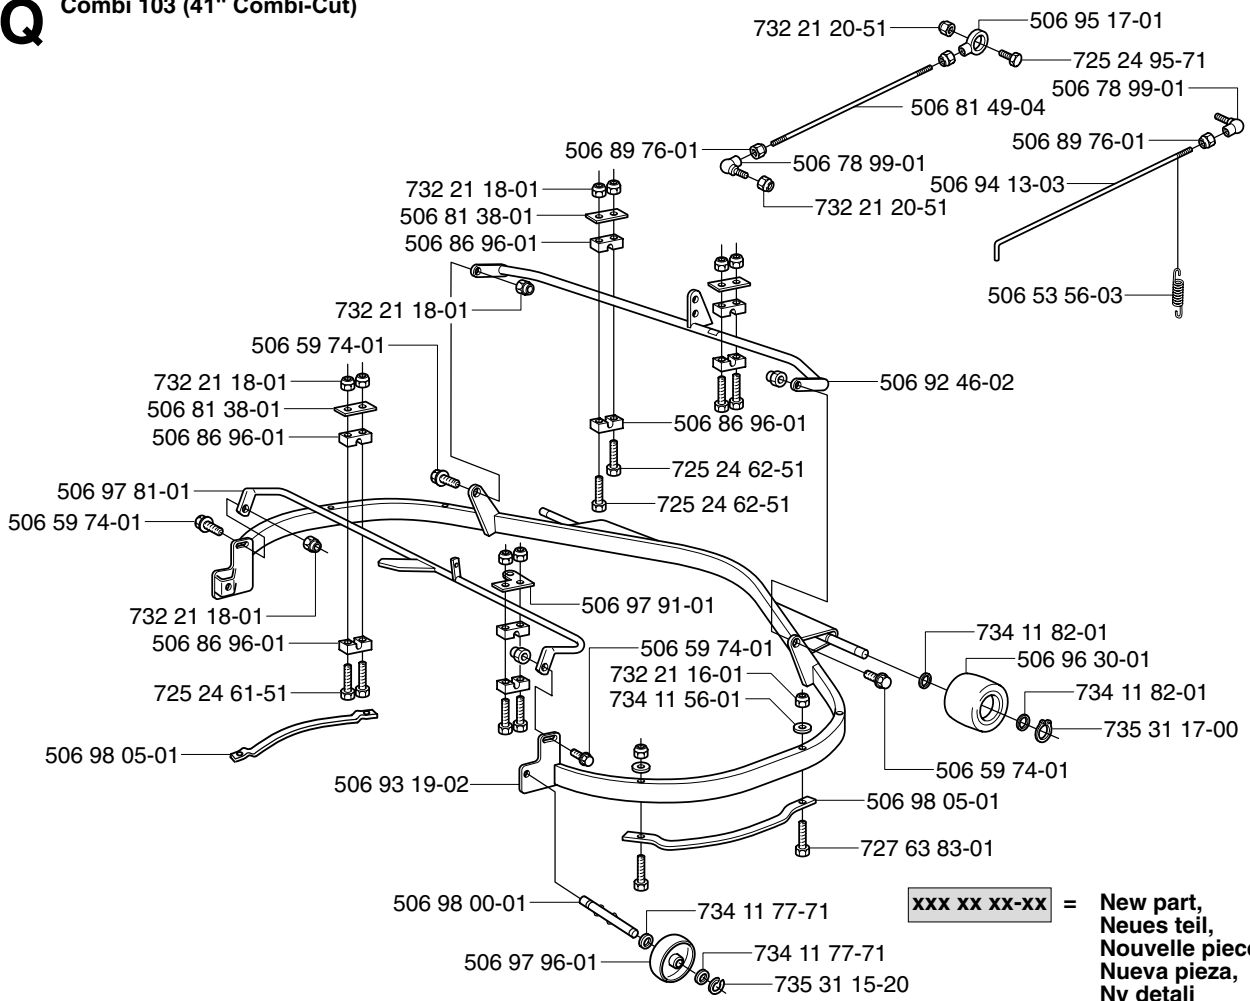 Q
Combi 103 (41" Combi-Cut)
732 21 20-51
506 95 17-01
725 24 95-71
506 78 99-01
506 81 49-04
506 89 76-01
506 89 76-01
506 78 99-01
506 94 13-03
732 21 18-01
506 81 38-01
732 21 20-51
506 86 96-01
506 53 56-03
732 21 18-01
506 59 74-01
732 21 18-01
506 92 46-02
506 81 38-01
506 86 96-01
506 86 96-01
725 24 62-51
506 97 81-01
725 24 62-51
506 59 74-01
506 97 91-01
732 21 18-01
734 11 82-01
506 86 96-01
506 59 74-01
506 96 30-01
732 21 16-01
725 24 61-51
734 11 56-01
734 11 82-01
735 31 17-00
506 98 05-01
506 59 74-01
506 93 19-02
506 98 05-01
727 63 83-01
506 98 00-01
734 11 77-71
xxx xx xx-xx = New part,
Neues teil,
Nouvelle piece
Nueva pieza,
Ny detalj
734 11 77-71
506 97 96-01
735 31 15-20